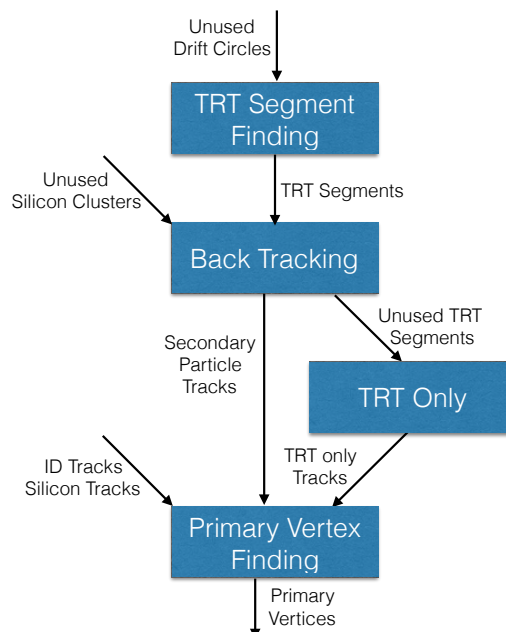 Unused
Drift Circles
TRT Segment
Finding
Unused
Silicon Clusters
TRT Segments
Back Tracking
Secondary
Particle
Tracks
Unused TRT
Segments
TRT Only
ID Tracks
Silicon Tracks
TRT only
Tracks
Primary Vertex
Finding
Primary
Vertices